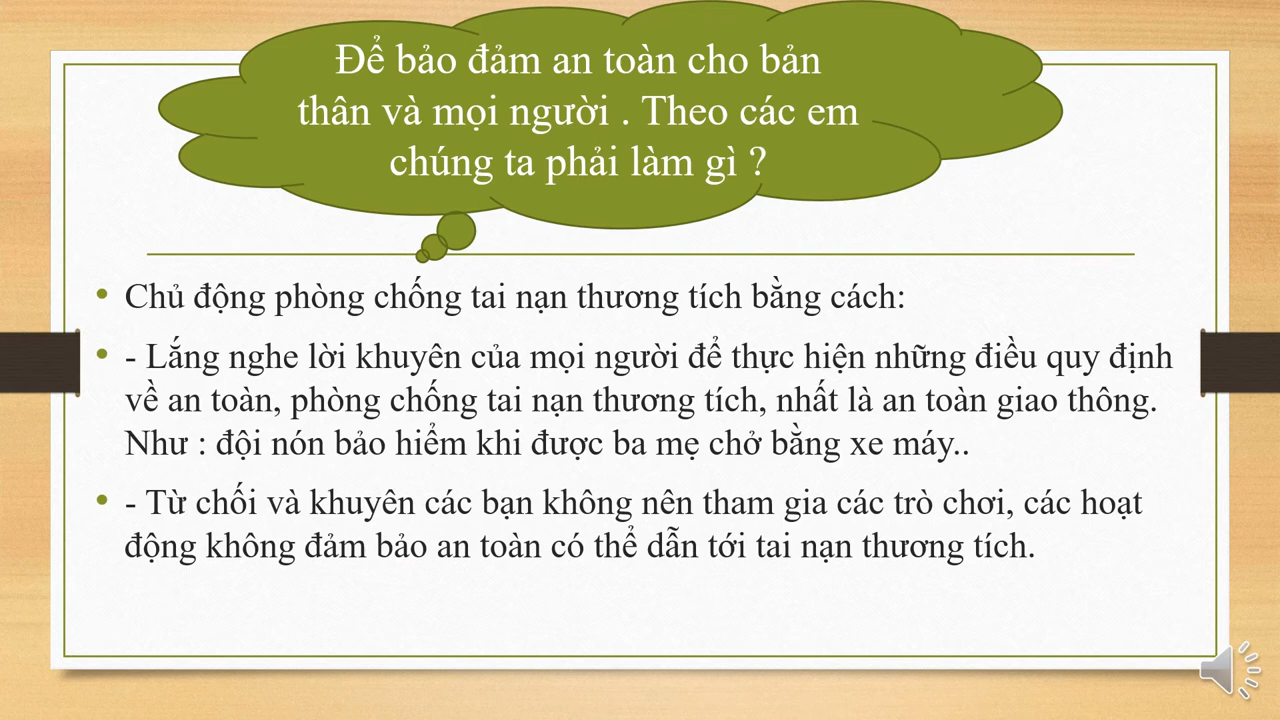 Để bảo đảm an toàn cho bản
thân và mọi người . Theo các em
chúng ta phải làm gì ?
• Chủ động phòng chống tai nạn thương tích bằng cách:
• - Lắng nghe lời khuyên của mọi người để thực hiện những điều quy định
về an toàn, phòng chống tai nạn thương tích, nhất là an toàn giao thông.
Như : đội nón bảo hiểm khi được ba mẹ chở bằng xe máy..
• - Từ chối và khuyên các bạn không nên tham gia các trò chơi, các hoạt
động không đảm bảo an toàn có thể dẫn tới tai nạn thương tích.